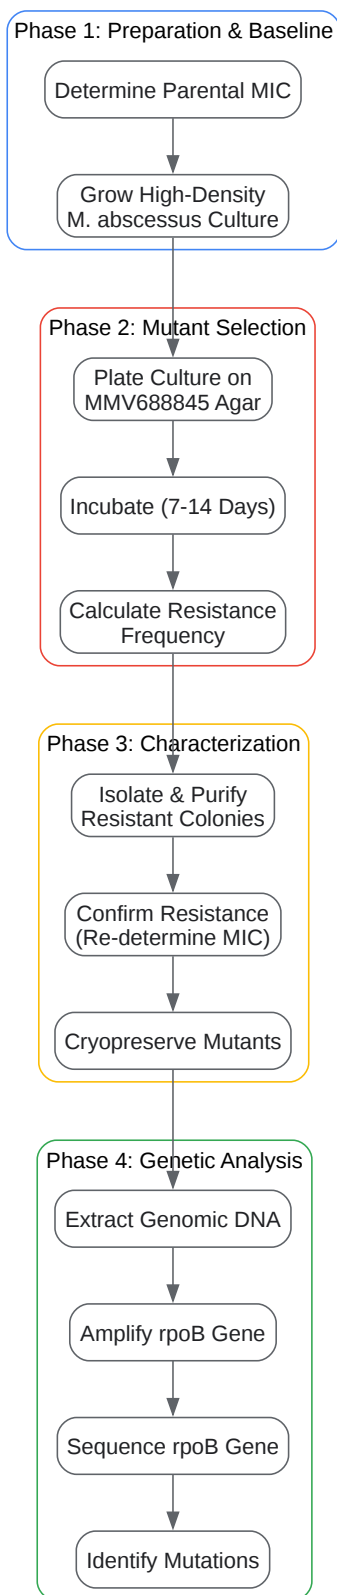 Phase 1: Preparation & Baseline
Determine Parental MIC
Grow High-Density
M. abscessus Culture
Phase 2: Mutant Selection
Plate Culture on
MMV688845 Agar
Incubate (7-14 Days)
Calculate Resistance
Frequency
Phase 3: Characterization
Isolate & Purify
Resistant Colonies
Confirm Resistance
(Re-determine MIC)
Cryopreserve Mutants
Phase 4: Genetic Analysis
Extract Genomic DNA
Amplify rpoB Gene
Sequence rpoB Gene
Identify Mutations